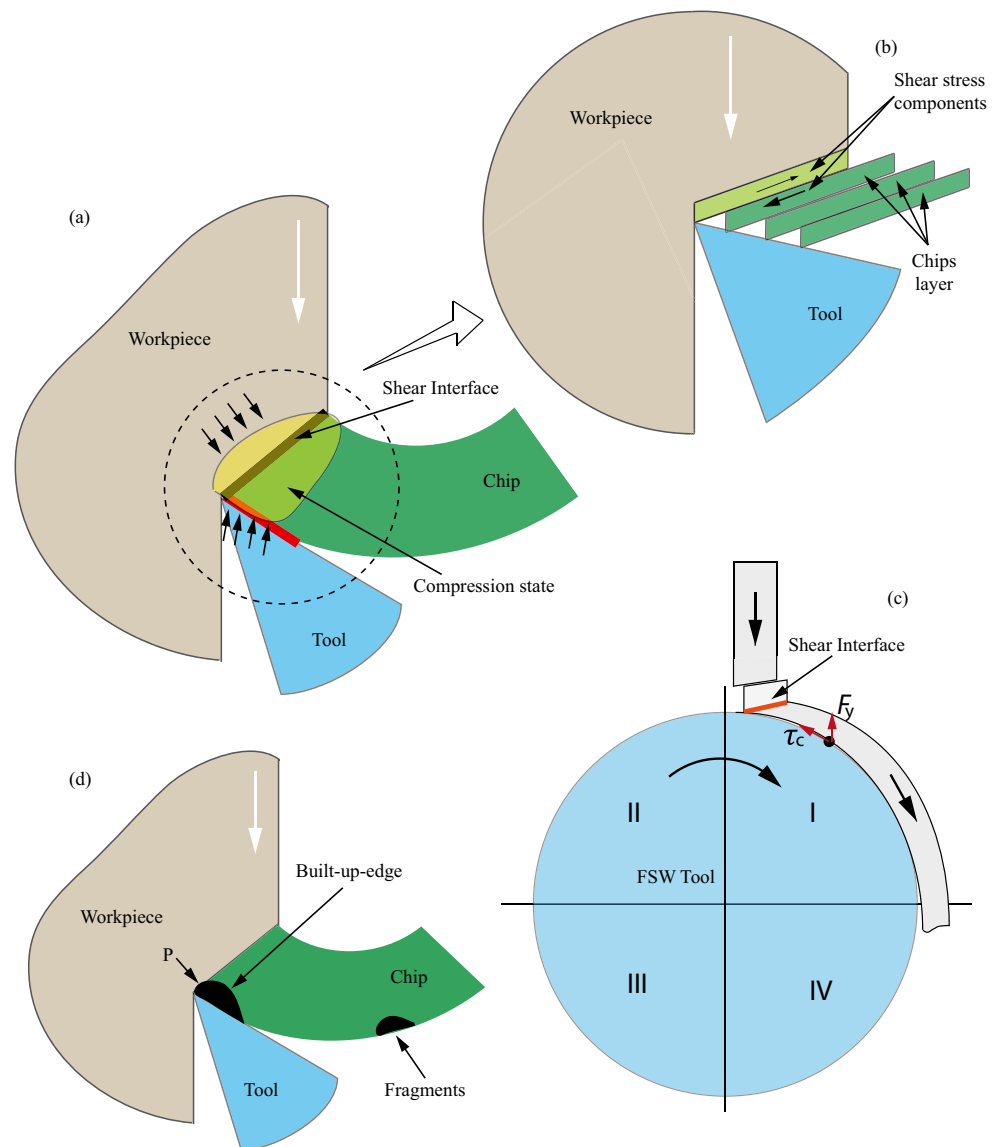 (a)
Workpiece
Shear Interface
Chip
Compression state
Tool
(b)
Workpiece
Shear stress
components
Chips
layer
Tool
(c)
Shear Interface
Fy
τc
II
I
FSW Tool
III
IV
(d)
Built-up-edge
Workpiece
P
Chip
Tool
Fragments